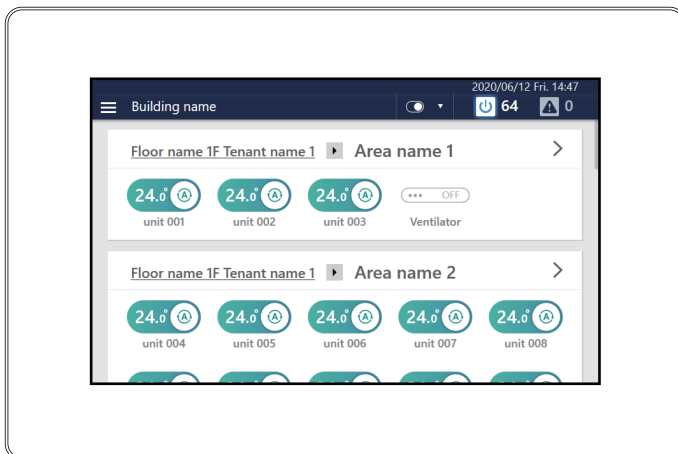 2020/06/12 Fri. 14:47
Building name 64 0
Floor name 1F Tenant name 1 Area name 1
24.0° A 24.0° A 24.0° A OFF
unit 001 unit 002 unit 003 Ventilator
Floor name 1F Tenant name 1 Area name 2
24.0° A 24.0° A 24.0° A 24.0° A 24.0° A
unit 004 unit 005 unit 006 unit 007 unit 008